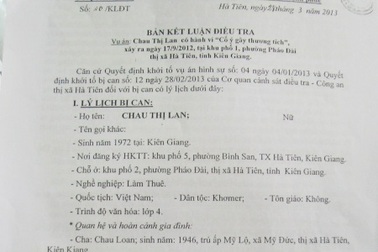 Số: 10 /KLĐT
Hà Tiên, ngày 21 tháng 3 năm 2013
BẢN KẾT LUẬN ĐIỀU TRA
Vụ án: Chau Thị Lan có hành vi "Cố ý gây thương tích",
xảy ra ngày 17/9/2012, tại khu phố 1, phường Pháo Đài
thị xã Hà Tiên, tỉnh Kiên Giang.
Căn cứ Quyết định khởi tố vụ án hình sự số: 04 ngày 04/01/2013 và Quyết
định khởi tố bị can số: 12 ngày 28/02/2013 của Cơ quan cảnh sát điều tra - Công an
thị xã Hà Tiên đối với bị can có lý lịch dưới đây:
I. LÝ LỊCH BỊ CAN:
- Họ tên: CHAU THỊ LAN; Nữ
- Tên gọi khác:
- Sinh năm 1972 tại: Kiên Giang.
- Nơi đăng ký HKTT: khu phố 5, phường Bình San, TX Hà Tiên, Kiên Giang.
- Chỗ ở: khu phố 2, phường Pháo Đài, thị xã Hà Tiên, tỉnh Kiên Giang.
- Nghề nghiệp: Làm Thuê.
- Quốc tịch: Việt Nam; - Dân tộc: Khơmer; - Tôn giáo: Không.
- Trình độ văn hóa: lớp 4.
* Quan hệ và hoàn cảnh gia đình:
- Cha: Chau Loan; sinh năm: 1946, trú ấp Mỹ Lộ, xã Mỹ Đức, thị xã Hà Tiên,
Kiên Giang